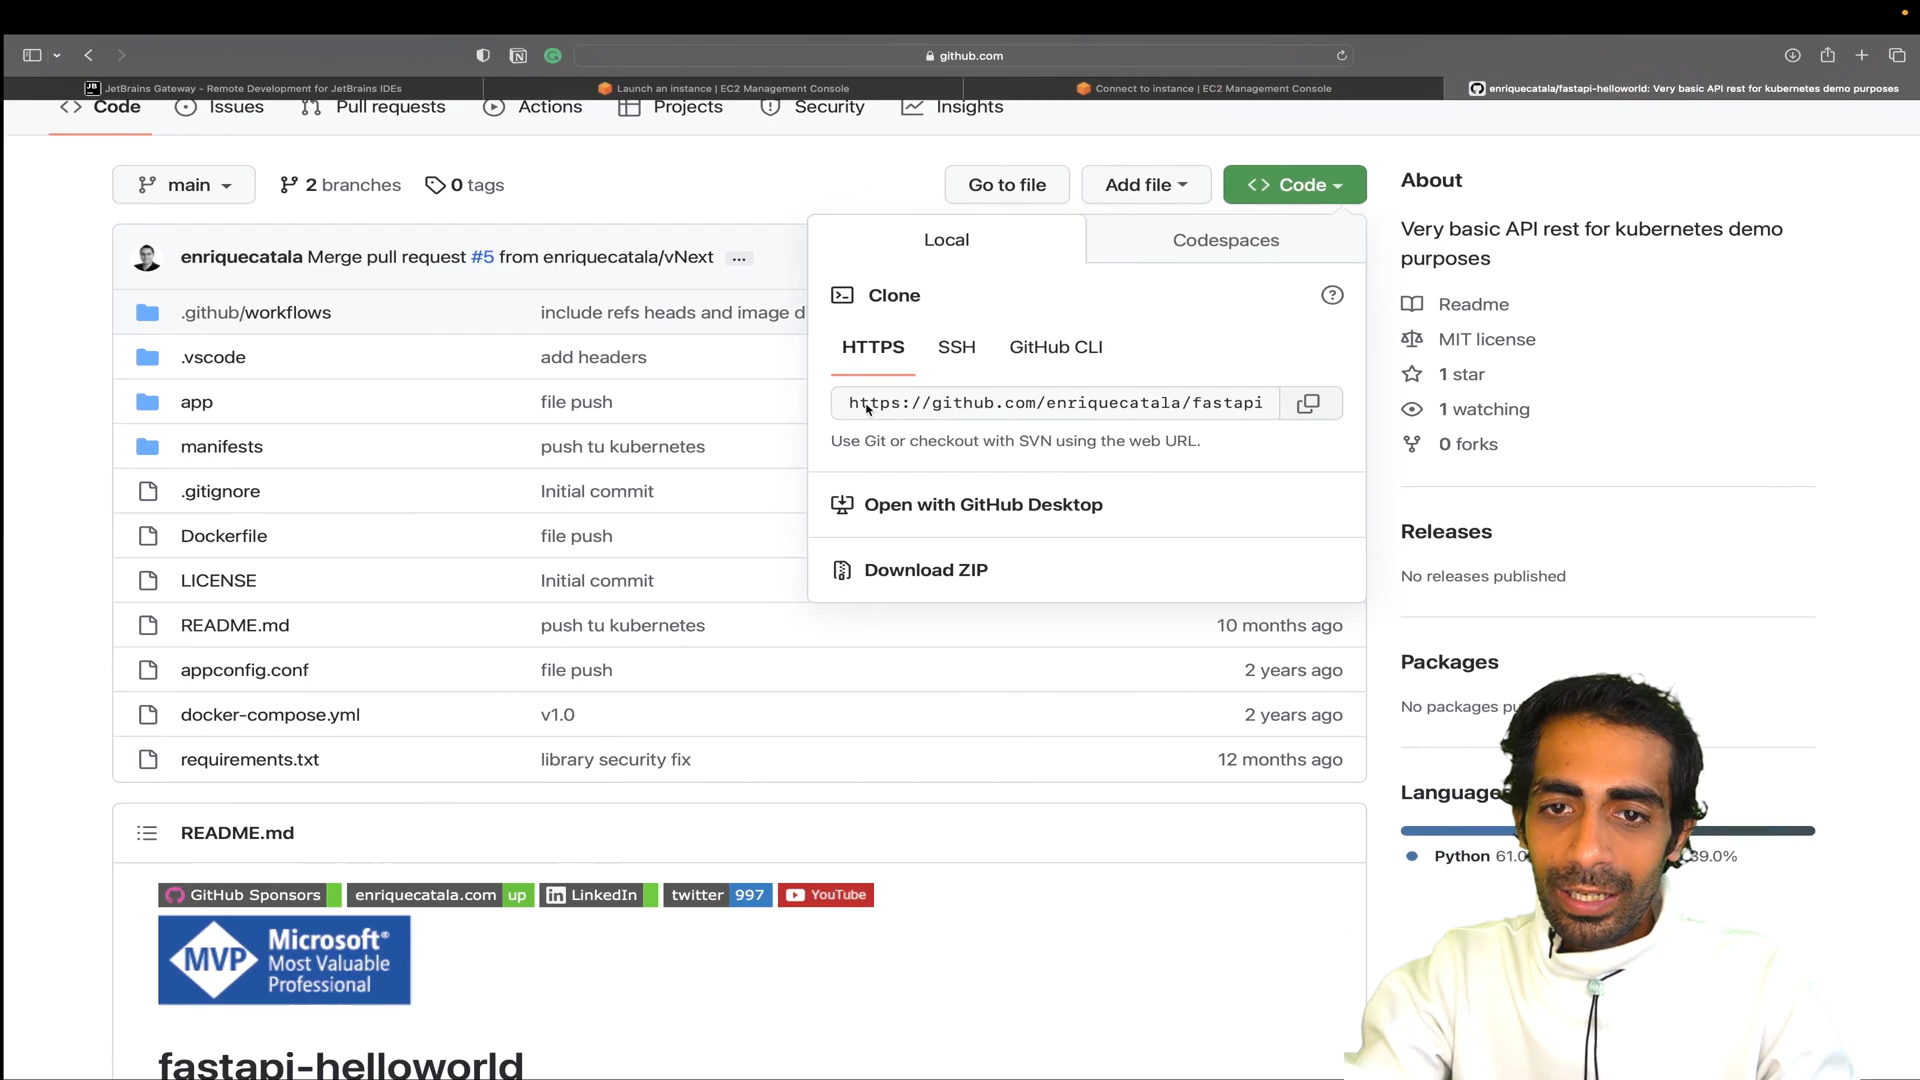 github.com
JetBrains Gateway - Remote Development for JetBrains IDEs
Launch an instance | EC2 Management Console
Connect to instance | EC2 Management Console
enriquecatala/fastapi-helloworld: Very basic API rest for kubernetes demo purposes
Code
Issues
Pull requests
Actions
Projects
Security
Insights
main
2 branches
0 tags
Go to file
Add file
Code
enriquecatala Merge pull request #5 from enriquecatala/vNext ...
.github/workflows
include refs heads and image d
.vscode
add headers
app
file push
manifests
push tu kubernetes
.gitignore
Initial commit
Dockerfile
file push
LICENSE
Initial commit
README.md
push tu kubernetes
10 months ago
appconfig.conf
file push
2 years ago
docker-compose.yml
v1.0
2 years ago
requirements.txt
library security fix
12 months ago
Local
Codespaces
Clone
HTTPS
SSH
GitHub CLI
https://github.com/enriquecatala/fastapi
Use Git or checkout with SVN using the web URL.
Open with GitHub Desktop
Download ZIP
About
Very basic API rest for kubernetes demo
purposes
Readme
MIT license
1 star
1 watching
0 forks
Releases
No releases published
Packages
No packages pu
Language
Python 61.0
39.0%
README.md
GitHub Sponsors
enriquecatala.com up
LinkedIn
twitter 997
YouTube
MVP
Microsoft®
Most Valuable
Professional
fastapi-helloworld